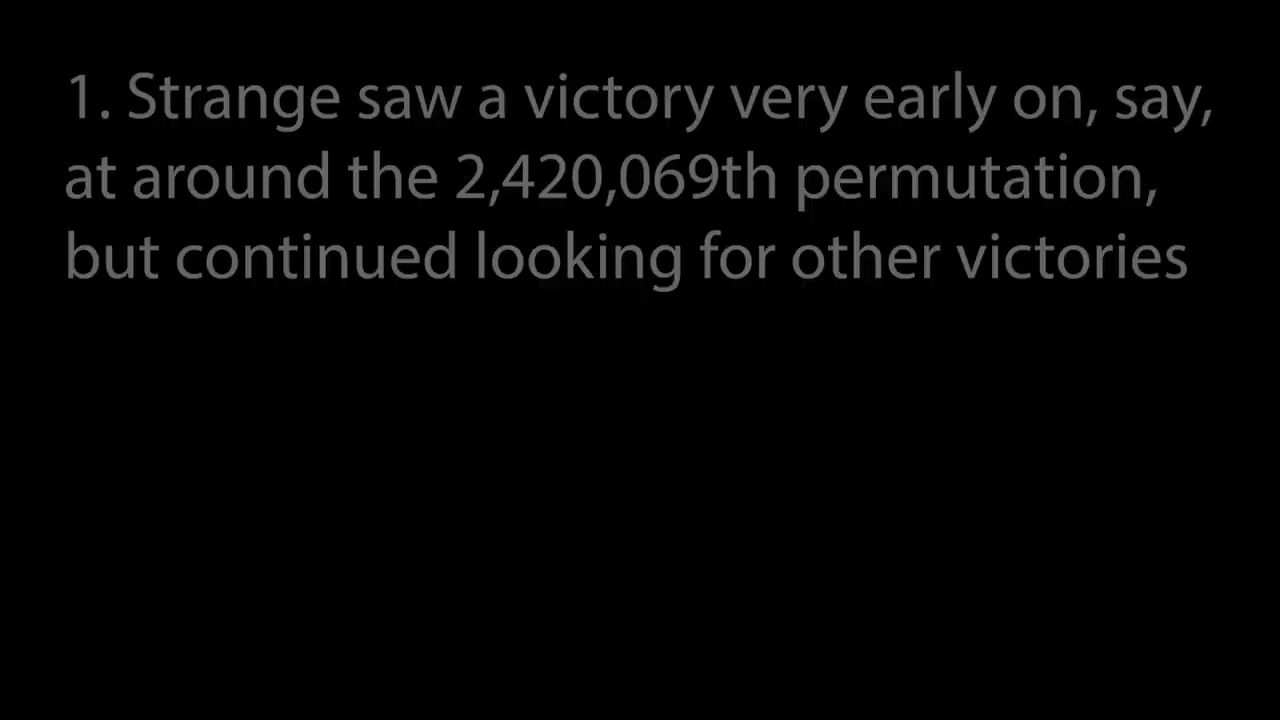 1. Strange saw a victory very early on, say,
at around the 2,420,069th permutation,
but continued looking for other victories